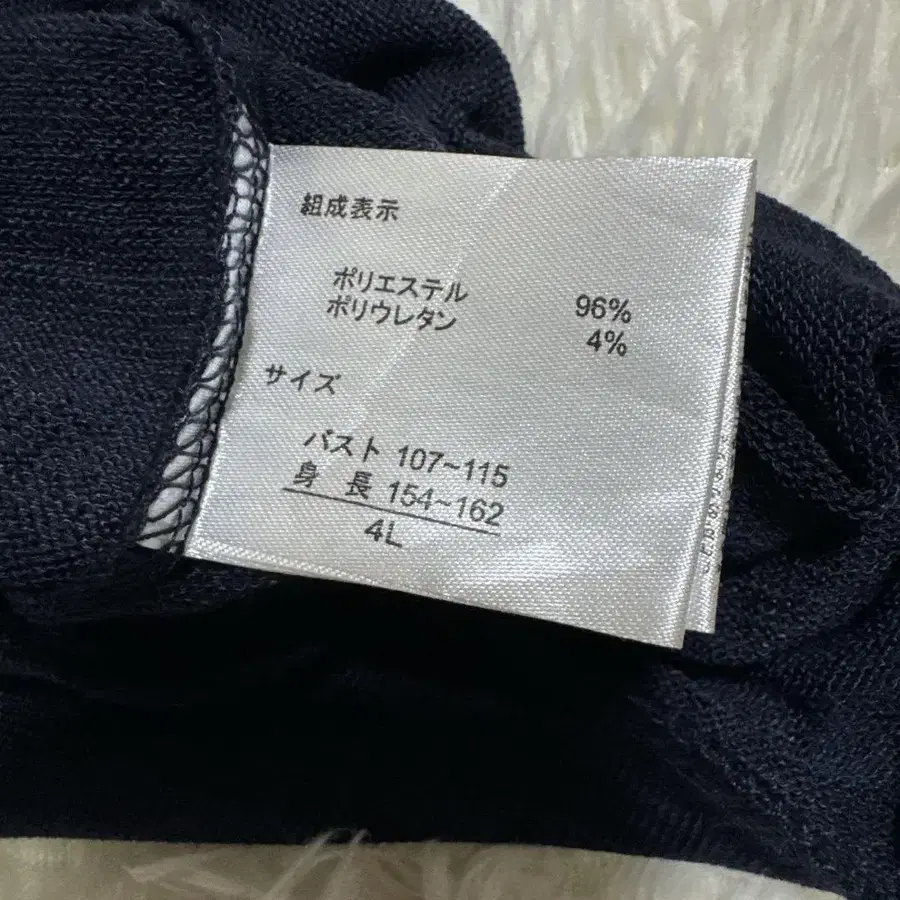 組成表示
ポリエステル 96%
ポリウレタン 4%
サイズ
バスト 107~115
身 長 154~162
4L